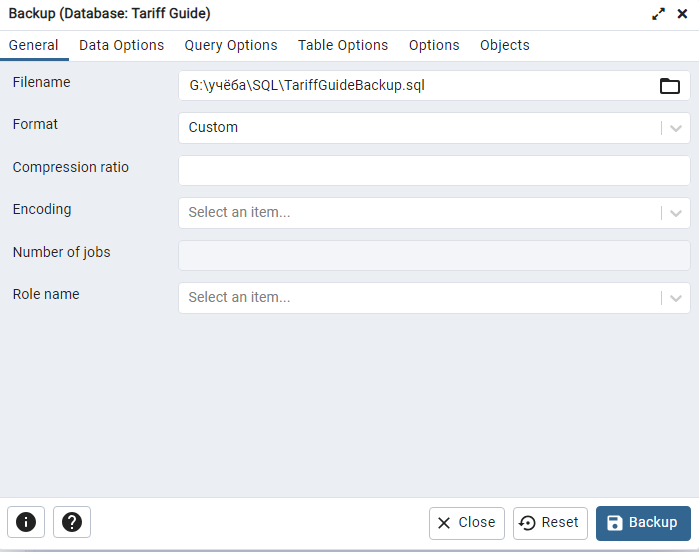 Backup (Database: Tariff Guide)
General Data Options Query Options Table Options Options Objects
Filename G:\учёба\SQL\TariffGuideBackup.sql
Format Custom
Compression ratio
Encoding Select an item...
Number of jobs
Role name Select an item...
Close Reset Backup